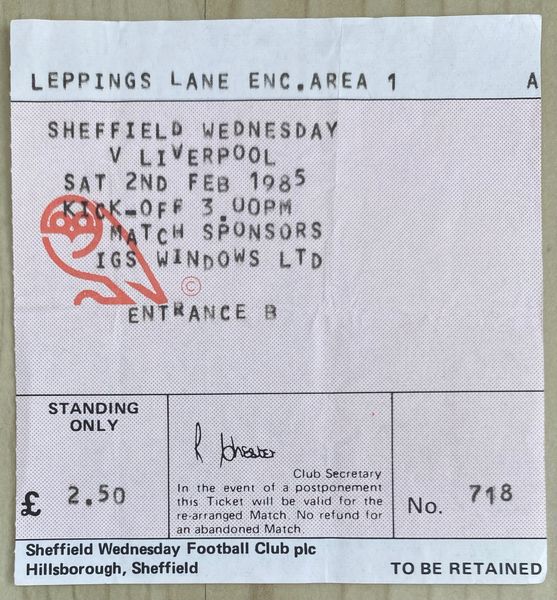 LEPPINGS LANE ENC.AREA 1 A
SHEFFIELD WEDNESDAY
V LIVERPOOL
SAT 2ND FEB 1985
KICK-OFF 3.00PM
MATCH SPONSORS
IGS WINDOWS LTD
©
ENTRANCE B
STANDING
ONLY
£ 2.50
Club Secretary
In the event of a postponement
this Ticket will be valid for the
re-arranged Match. No refund for
an abandoned Match.
No. 718
Sheffield Wednesday Football Club plc
Hillsborough, Sheffield
TO BE RETAINED